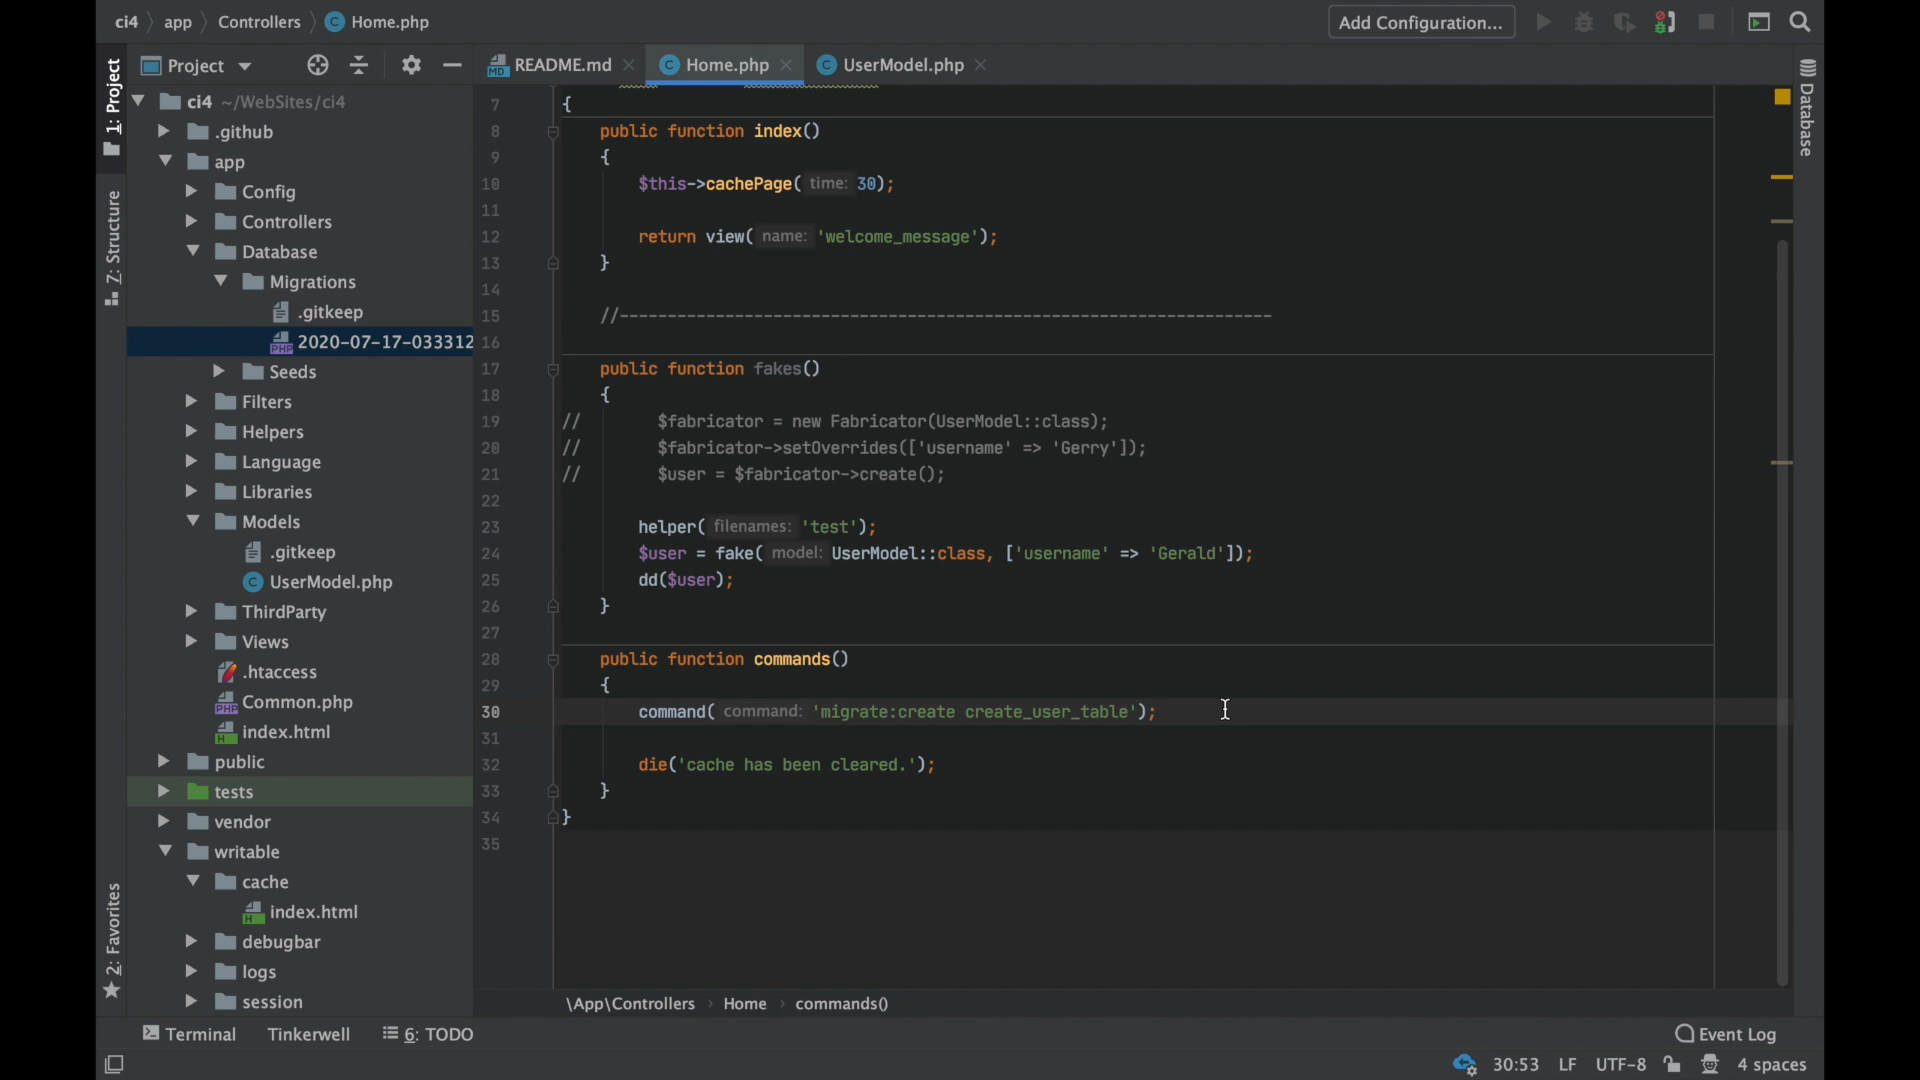 ci4 app Controllers Home.php Add Configuration...
Project
README.md Home.php UserModel.php
1: Project
Z: Structure
2: Favorites
Database
ci4 ~/WebSites/ci4
.github
app
Config
Controllers
Database
Migrations
.gitkeep
2020-07-17-033312
Seeds
Filters
Helpers
Language
Libraries
Models
.gitkeep
UserModel.php
ThirdParty
Views
.htaccess
Common.php
index.html
public
tests
vendor
writable
cache
index.html
debugbar
logs
session
7 {
8 public function index()
9 {
10 $this->cachePage( time: 30);
11
12 return view( name: 'welcome_message');
13 }
14
15 //--------------------------------------------------------------------
16
17 public function fakes()
18 {
19 // $fabricator = new Fabricator(UserModel::class);
20 // $fabricator->setOverrides(['username' => 'Gerry']);
21 // $user = $fabricator->create();
22
23 helper( filenames: 'test');
24 $user = fake( model: UserModel::class, ['username' => 'Gerald']);
25 dd($user);
26 }
27
28 public function commands()
29 {
30 command( command: 'migrate:create create_user_table');
31
32 die('cache has been cleared.');
33 }
34 }
35
\App\Controllers Home commands()
Terminal Tinkerwell 6: TODO Event Log
30:53 LF UTF-8 4 spaces